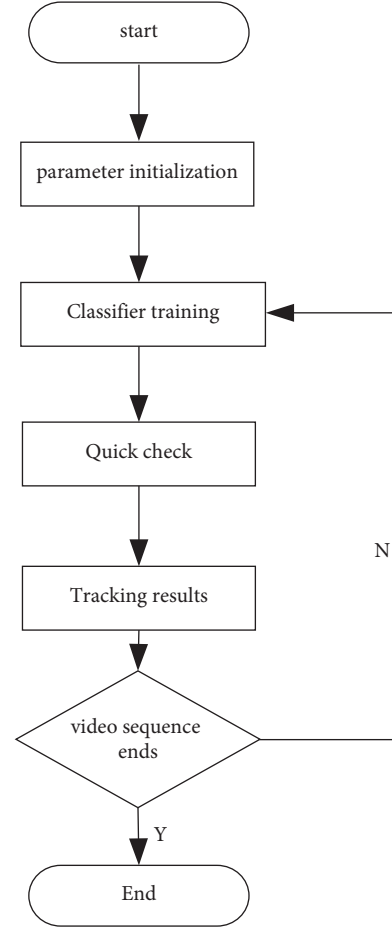 start
parameter initialization
Classifier training
Quick check
N
Tracking results
video sequence
ends
Y
End